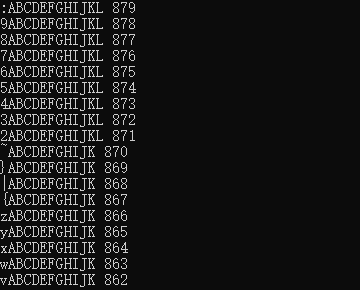 :ABCDEFGHIJKL 879
9ABCDEFGHIJKL 878
8ABCDEFGHIJKL 877
7ABCDEFGHIJKL 876
6ABCDEFGHIJKL 875
5ABCDEFGHIJKL 874
4ABCDEFGHIJKL 873
3ABCDEFGHIJKL 872
2ABCDEFGHIJKL 871
~ABCDEFGHIJK 870
}ABCDEFGHIJK 869
|ABCDEFGHIJK 868
{ABCDEFGHIJK 867
zABCDEFGHIJK 866
yABCDEFGHIJK 865
xABCDEFGHIJK 864
wABCDEFGHIJK 863
vABCDEFGHIJK 862